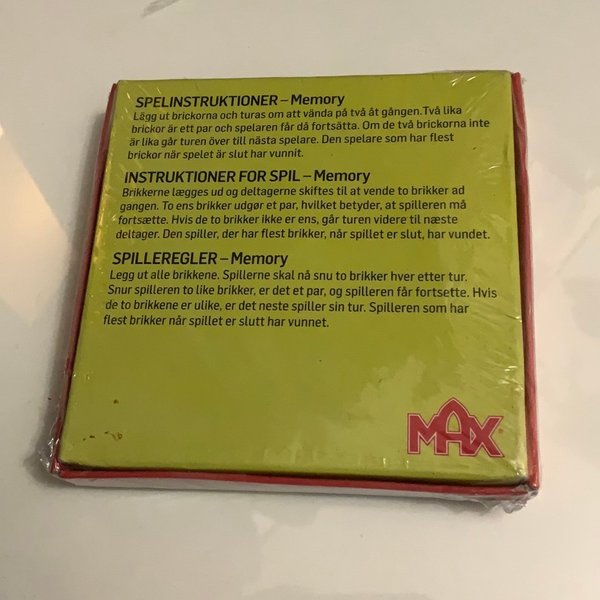 SPELINSTRUKTIONER – Memory
Lägg ut brickorna och turas om att vända på två åt gången.Två lika
brickor är ett par och spelaren får då fortsätta. Om de två brickorna inte
är lika går turen över till nästa spelare. Den spelare som har flest
brickor när spelet är slut har vunnit.
INSTRUKTIONER FOR SPIL – Memory
Brikkerne lægges ud og deltagerne skiftes til at vende to brikker ad
gangen. To ens brikker udgør et par, hvilket betyder, at spilleren må
fortsætte. Hvis de to brikker ikke er ens, går turen videre til næste
deltager. Den spiller, der har flest brikker, når spillet er slut, har vundet.
SPILLEREGLER – Memory
Legg ut alle brikkene. Spillerne skal nå snu to brikker hver etter tur.
Snur spilleren to like brikker, er det et par, og spilleren får fortsette. Hvis
de to brikkene er ulike, er det neste spiller sin tur. Spilleren som har
flest brikker når spillet er slutt har vunnet.
MAX